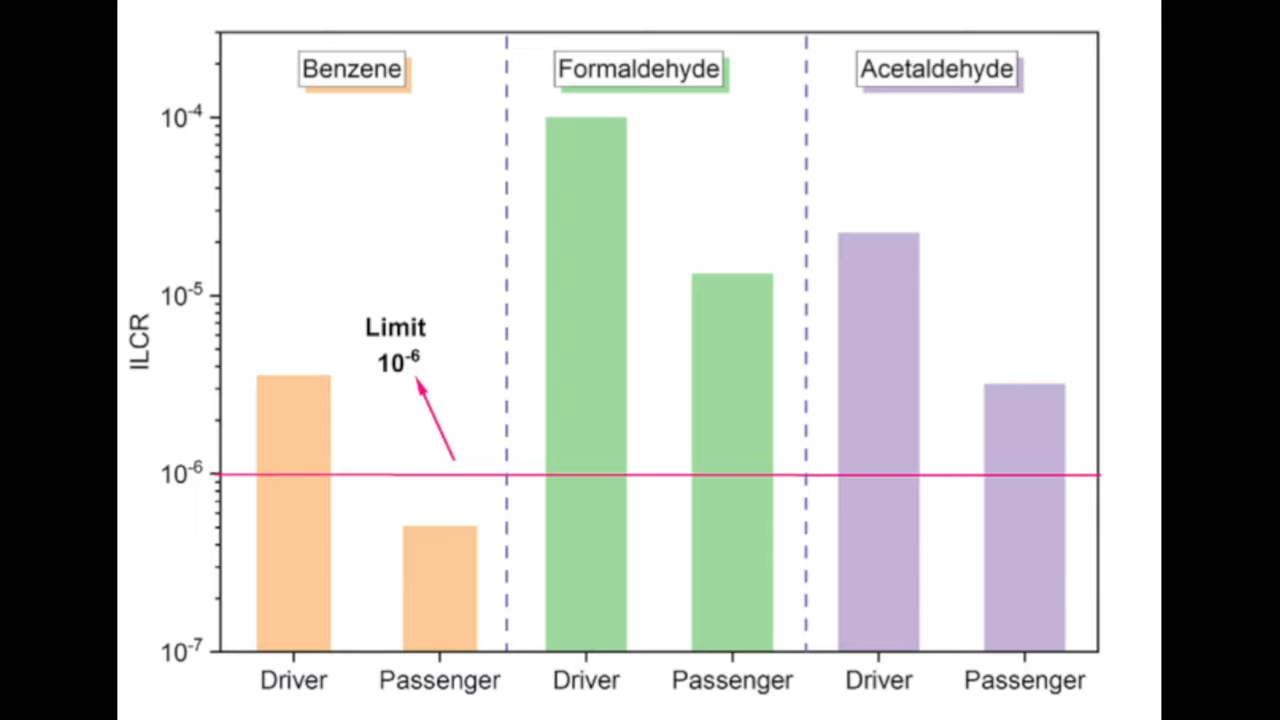 Benzene
Formaldehyde
Acetaldehyde
10⁻⁴
10⁻⁵
Limit
10⁻⁶
ILCR
10⁻⁶
10⁻⁷
Driver Passenger Driver Passenger Driver Passenger